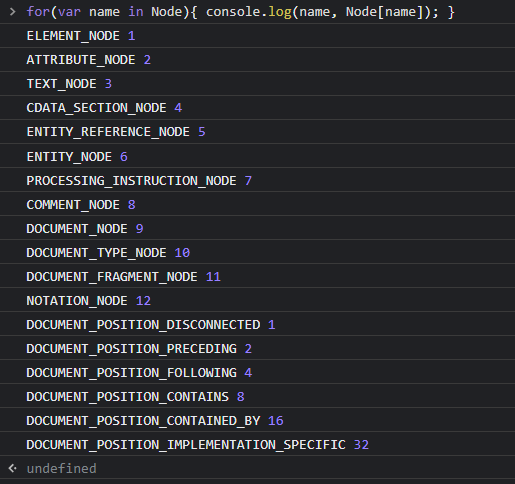 > for(var name in Node){ console.log(name, Node[name]); }
ELEMENT_NODE 1
ATTRIBUTE_NODE 2
TEXT_NODE 3
CDATA_SECTION_NODE 4
ENTITY_REFERENCE_NODE 5
ENTITY_NODE 6
PROCESSING_INSTRUCTION_NODE 7
COMMENT_NODE 8
DOCUMENT_NODE 9
DOCUMENT_TYPE_NODE 10
DOCUMENT_FRAGMENT_NODE 11
NOTATION_NODE 12
DOCUMENT_POSITION_DISCONNECTED 1
DOCUMENT_POSITION_PRECEDING 2
DOCUMENT_POSITION_FOLLOWING 4
DOCUMENT_POSITION_CONTAINS 8
DOCUMENT_POSITION_CONTAINED_BY 16
DOCUMENT_POSITION_IMPLEMENTATION_SPECIFIC 32
undefined